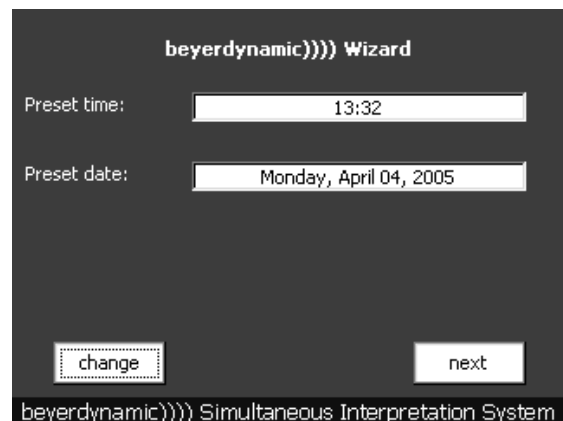 beyerdynamic)))) Wizard
Preset time: 13:32
Preset date: Monday, April 04, 2005
change next
beyerdynamic)))) Simultaneous Interpretation System